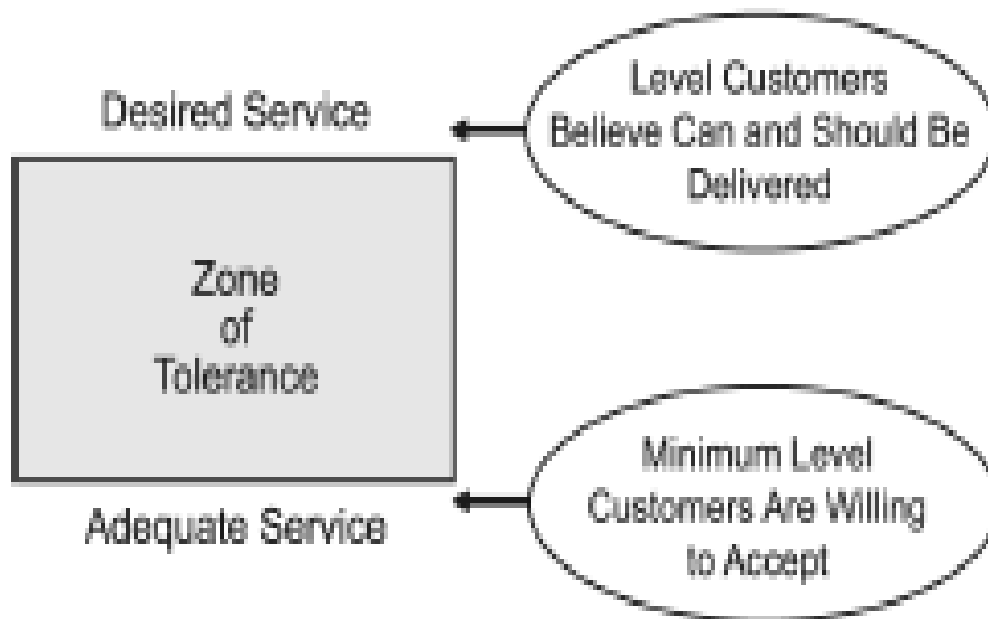 Desired Service
Level Customers
Believe Can and Should Be
Delivered
Zone
of
Tolerance
Adequate Service
Minimum Level
Customers Are Willing
to Accept